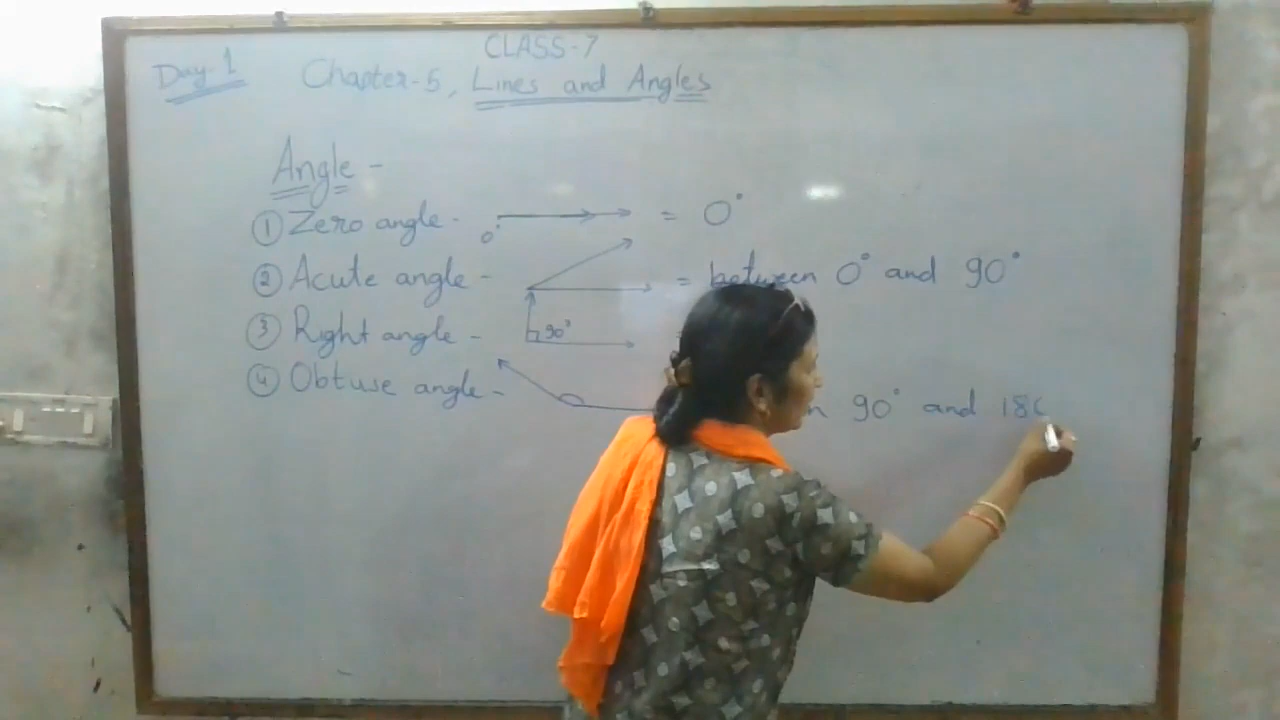 CLASS-7
Day-1
Chapter-5, Lines and Angles
Angle -
① Zero angle - 0° = 0°
② Acute angle - = between 0° and 90°
③ Right angle - 90° =
④ Obtuse angle - 90° and 18